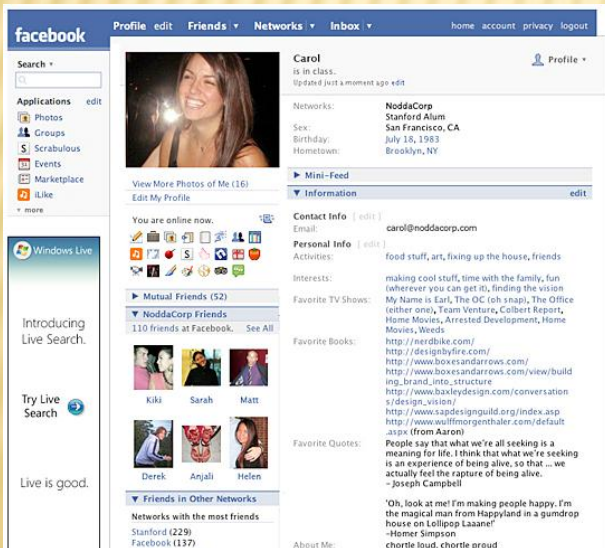 facebook
Profile edit Friends ▾ Networks ▾ Inbox ▾ home account privacy logout
Search ▾
Applications edit
Photos
Groups
Scrabulous
Events
Marketplace
iLike
▾ more
Windows Live
Introducing
Live Search.
Try Live
Search
Live is good.
View More Photos of Me (16)
Edit My Profile
You are online now.
▶ Mutual Friends (52)
▼ NoddaCorp Friends
110 friends at Facebook. See All
Kiki Sarah Matt
Derek Anjali Helen
▼ Friends in Other Networks
Networks with the most friends
Stanford (229)
Facebook (137)
Carol
is in class.
Updated just a moment ago edit
Profile ▾
Networks: NoddaCorp
Stanford Alum
Sex: San Francisco, CA
Birthday: July 18, 1983
Hometown: Brooklyn, NY
▶ Mini-Feed
▼ Information edit
Contact Info [ edit ]
Email: carol@noddacorp.com
Personal Info [ edit ]
Activities: food stuff, art, fixing up the house, friends
Interests: making cool stuff, time with the family, fun
(wherever you can get it), finding the vision
Favorite TV Shows: My Name is Earl, The OC (oh snap), The Office
(either one), Team Venture, Colbert Report,
Home Movies, Arrested Development, Home
Movies, Weeds
Favorite Books: http://nerdbike.com/
http://designbyfire.com/
http://www.boxesandarrows.com/
http://www.boxesandarrows.com/view/build
ing_brand_into_structure
http://www.baxleydesign.com/conversation
s/design_vision/
http://www.sapdesignguild.org/index.asp
http://www.wulffmorgenthaler.com/default
.aspx (from Aaron)
Favorite Quotes: People say that what we're all seeking is a
meaning for life. I think that what we're seeking
is an experience of being alive, so that ... we
actually feel the rapture of being alive.
- Joseph Campbell
'Oh, look at me! I'm making people happy. I'm
the magical man from Happyland in a gumdrop
house on Lollipop Laaane!'
-Homer Simpson
About Me: chortle loud, chortle proud